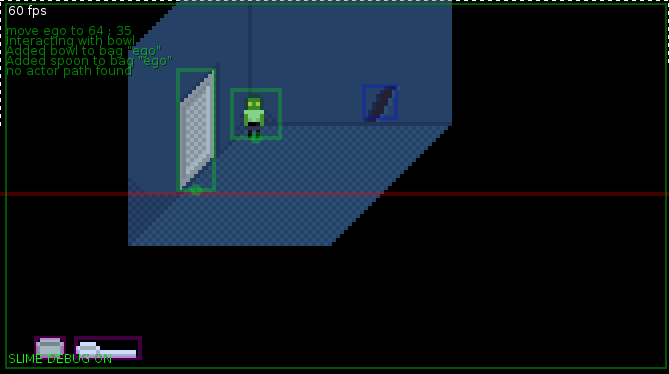 60 fps
move ego to 64 : 35
Interacting with bowl
Added bowl to bag "ego"
Added spoon to bag "ego"
no actor path found
SLIME DEBUG ON